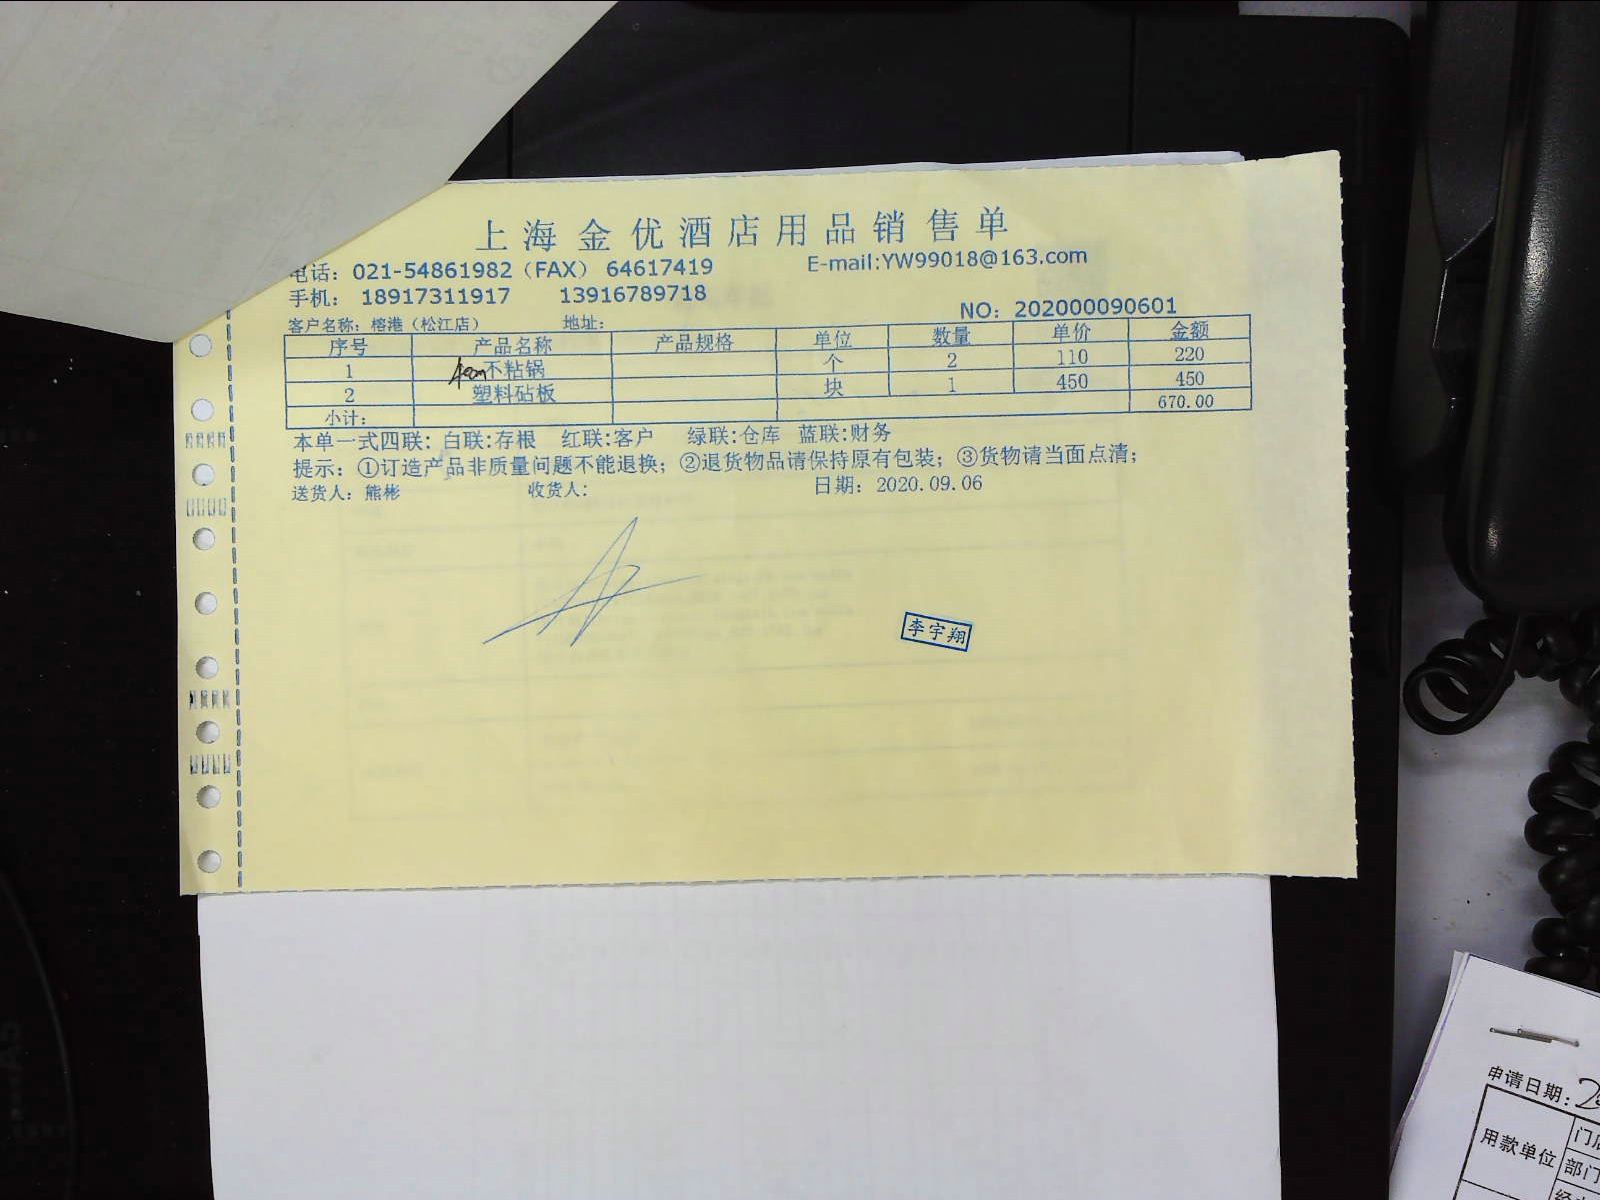 上海金优酒店用品销售单
电话：021-54861982（FAX） 64617419 E-mail:YW99018@163.com
手机： 18917311917 13916789718
NO：202000090601
客户名称：榕港（松江店） 地址：
序号 产品名称 产品规格 单位 数量 单价 金额
1 不粘锅 个 2 110 220
2 塑料砧板 块 1 450 450
小计： 670.00
本单一式四联：白联:存根 红联:客户 绿联:仓库 蓝联:财务
提示：①订造产品非质量问题不能退换；②退货物品请保持原有包装；③货物请当面点清；
送货人：熊彬 收货人： 日期：2020.09.06
李宇翔
申请日期：
用款单位
部门